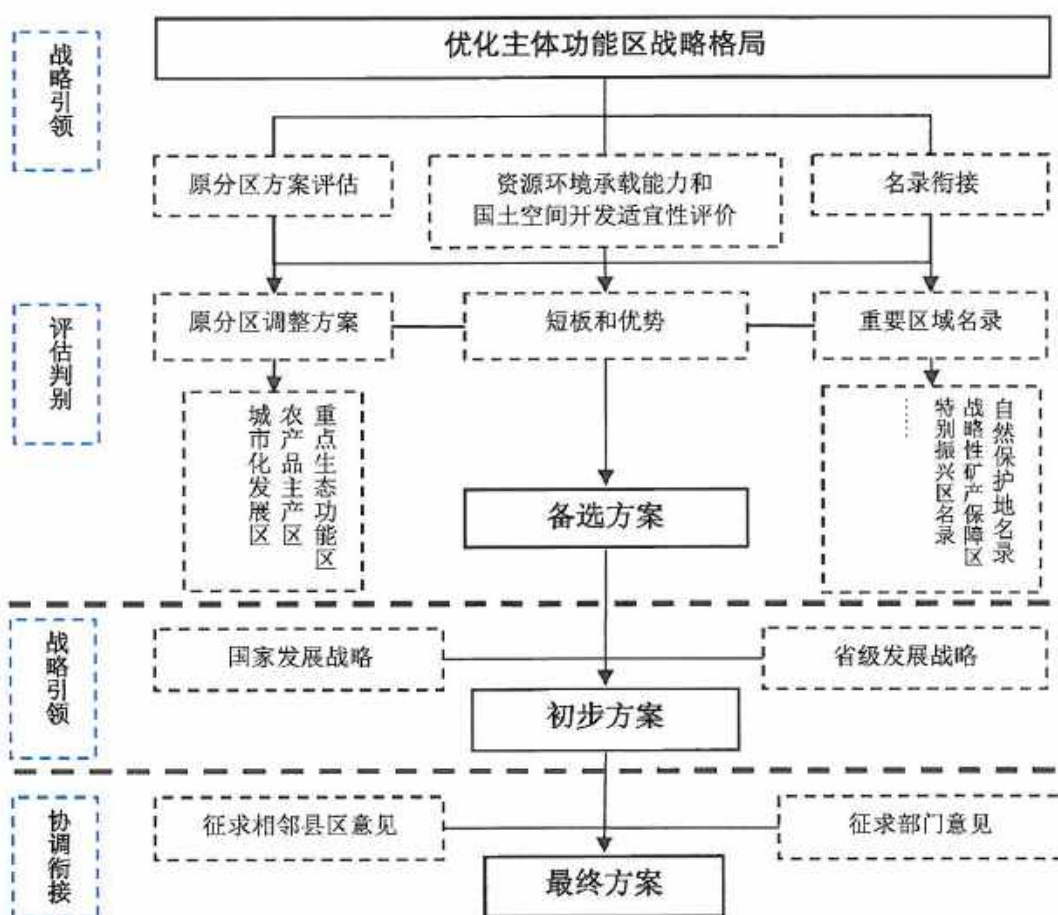 战略引领
优化主体功能区战略格局
原分区方案评估
资源环境承载能力和
国土空间开发适宜性评价
名录衔接
评估判别
原分区调整方案
短板和优势
重要区域名录
重点生态功能区
农产品主产区
城市化发展区
自然保护地名录
战略性矿产保障区
特别振兴区名录
……
备选方案
战略引领
国家发展战略
省级发展战略
初步方案
协调衔接
征求相邻县区意见
征求部门意见
最终方案